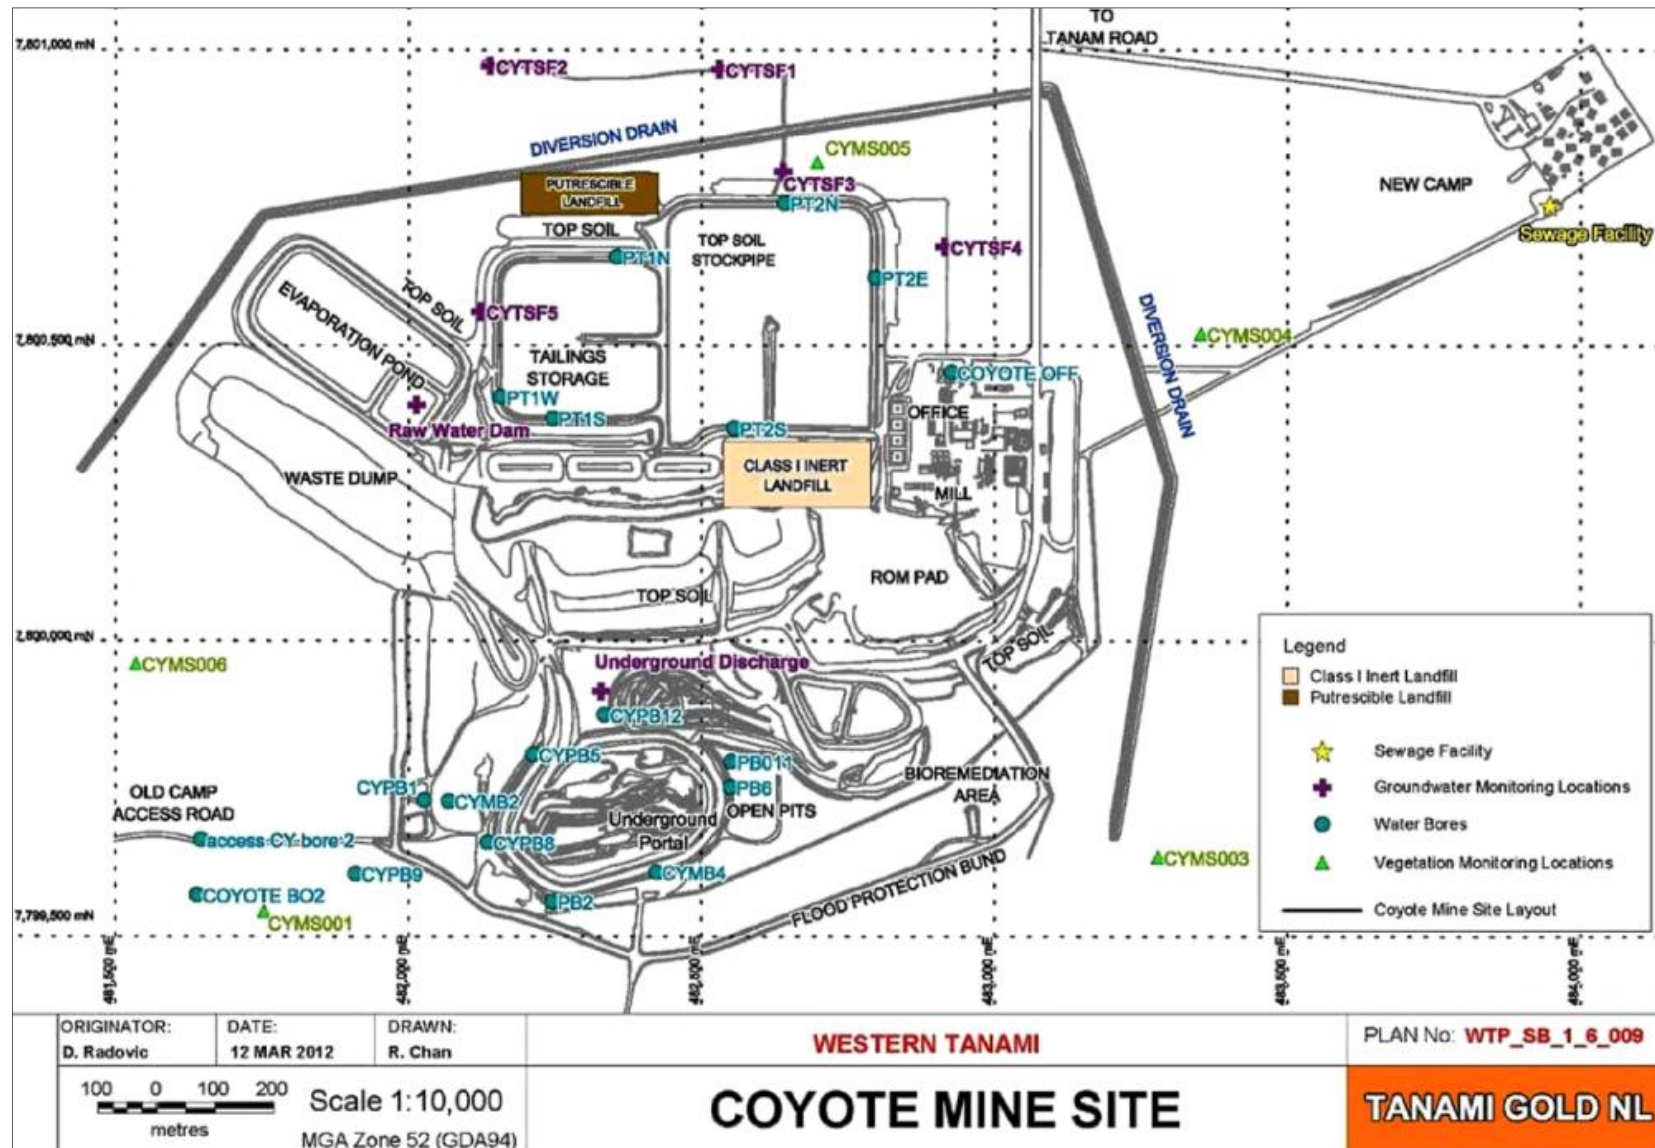 TO
TANAM ROAD
7,801,000 mN
CYTSF2
CYTSF1
DIVERSION DRAIN
CYMS005
PUTRESCIBLE
LANDFILL
CYTSF3
NEW CAMP
PT2N
Sewage Facility
TOP SOIL
TOP SOIL
STOCKPIPE
CYTSF4
PT1N
PT2E
TOP SOIL
EVAPORATION POND
CYTSF5
DIVERSION DRAIN
CYMS004
7,800,500 mN
TAILINGS
STORAGE
COYOTE OFF
PT1W
OFFICE
PT1S
PT2S
Raw Water Dam
CLASS I INERT
LANDFILL
WASTE DUMP
MILL
ROM PAD
TOP SOIL
TOP SOIL
7,800,000 mN
CYMS006
Underground Discharge
CYPB12
CYPB5
PB011
BIOREMEDIATION
AREA
CYPB1
CYMB2
PB6
OPEN PITS
OLD CAMP
ACCESS ROAD
Underground
Portal
access CY bore 2
CYPB8
CYPB9
CYMB4
CYMS003
COYOTE BO2
PB2
FLOOD PROTECTION BUND
CYMS001
7,799,500 mN
481,500 mE
482,000 mE
482,500 mE
483,000 mE
483,500 mE
484,000 mE
Legend
Class I Inert Landfill
Putrescible Landfill
Sewage Facility
Groundwater Monitoring Locations
Water Bores
Vegetation Monitoring Locations
Coyote Mine Site Layout
ORIGINATOR:
D. Radovic
DATE:
12 MAR 2012
DRAWN:
R. Chan
WESTERN TANAMI
PLAN No: WTP_SB_1_6_009
100 0 100 200
metres
Scale 1:10,000
MGA Zone 52 (GDA94)
COYOTE MINE SITE
TANAMI GOLD NL